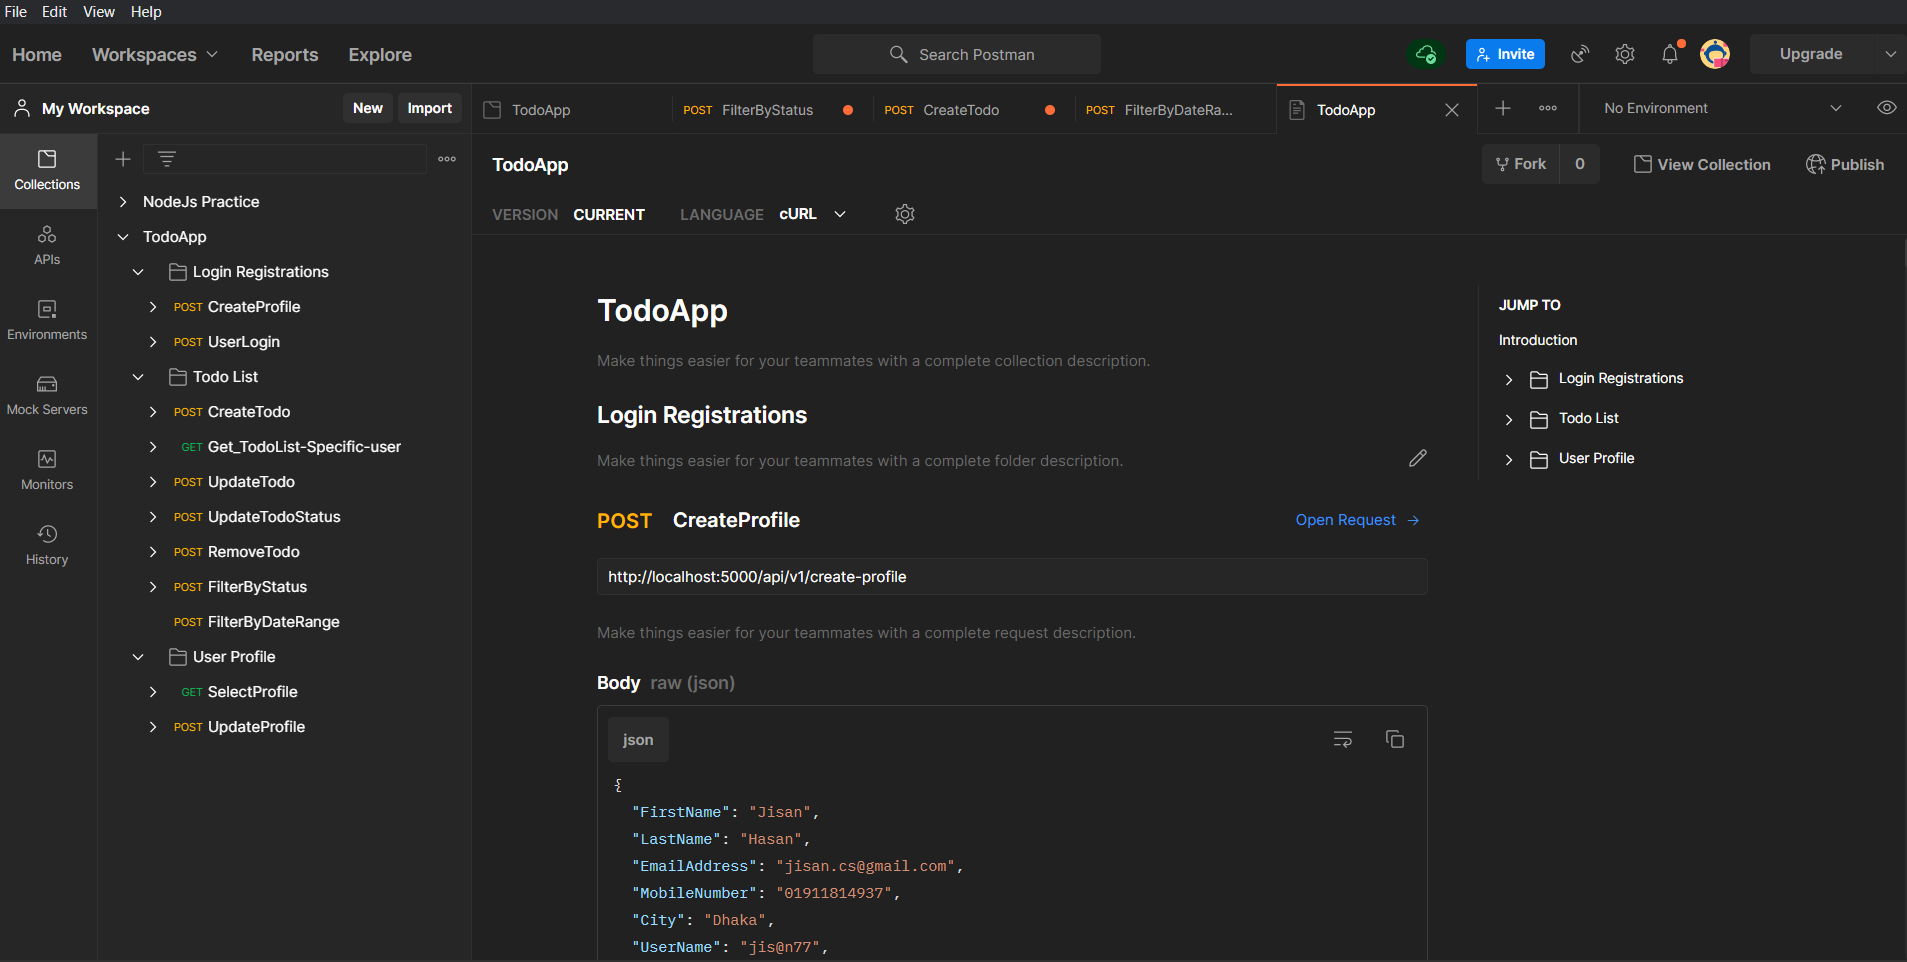 File Edit View Help
Home Workspaces Reports Explore Search Postman Invite Upgrade
My Workspace New Import TodoApp POST FilterByStatus POST CreateTodo POST FilterByDateRa... TodoApp No Environment
Collections
APIs
Environments
Mock Servers
Monitors
History
NodeJs Practice
TodoApp
Login Registrations
POST CreateProfile
POST UserLogin
Todo List
POST CreateTodo
GET Get_TodoList-Specific-user
POST UpdateTodo
POST UpdateTodoStatus
POST RemoveTodo
POST FilterByStatus
POST FilterByDateRange
User Profile
GET SelectProfile
POST UpdateProfile
TodoApp Fork 0 View Collection Publish
VERSION CURRENT LANGUAGE cURL
TodoApp
Make things easier for your teammates with a complete collection description.
Login Registrations
Make things easier for your teammates with a complete folder description.
POST CreateProfile Open Request →
http://localhost:5000/api/v1/create-profile
Make things easier for your teammates with a complete request description.
Body raw (json)
json
{
"FirstName": "Jisan",
"LastName": "Hasan",
"EmailAddress": "jisan.cs@gmail.com",
"MobileNumber": "01911814937",
"City": "Dhaka",
"UserName": "jis@n77",
JUMP TO
Introduction
Login Registrations
Todo List
User Profile